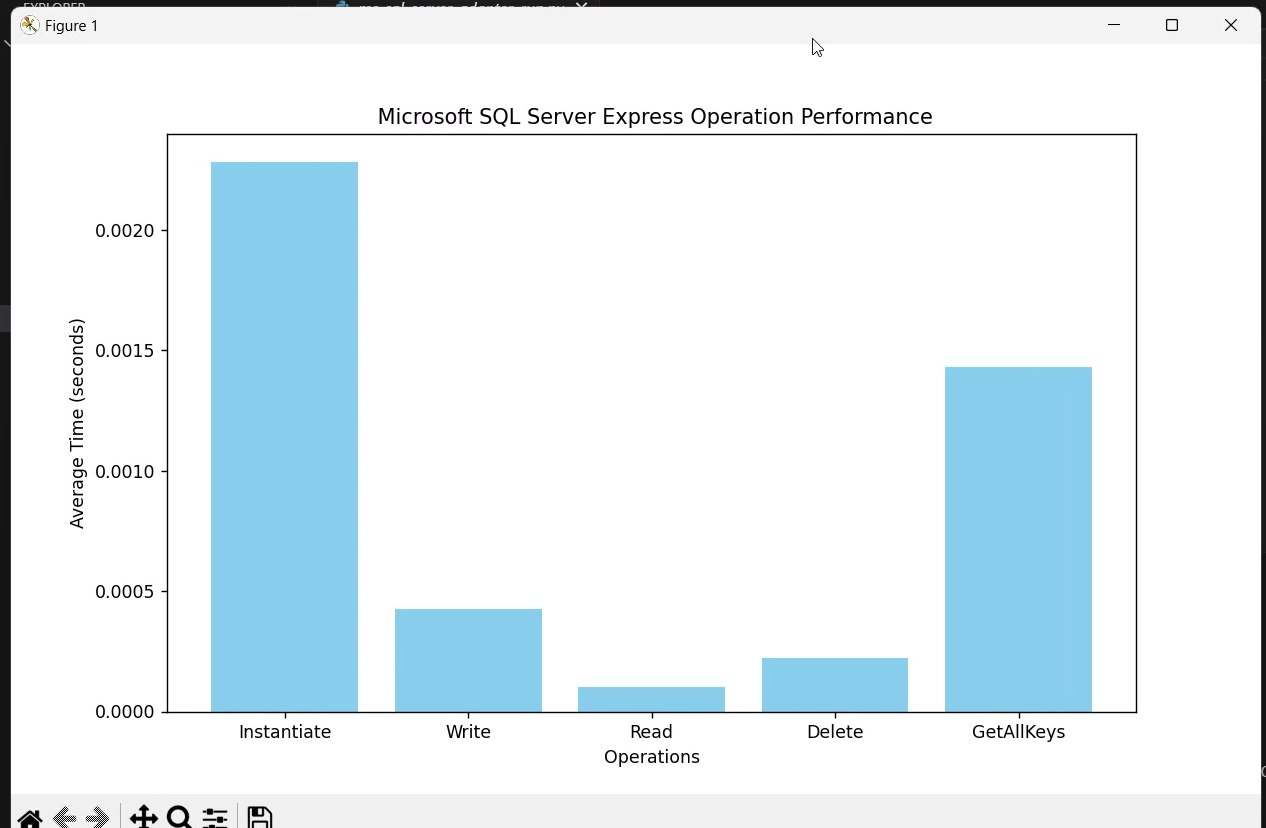 EXPLORER
Figure 1
Microsoft SQL Server Express Operation Performance
0.0020
0.0015
0.0010
0.0005
0.0000
Average Time (seconds)
Instantiate Write Read Delete GetAllKeys
Operations